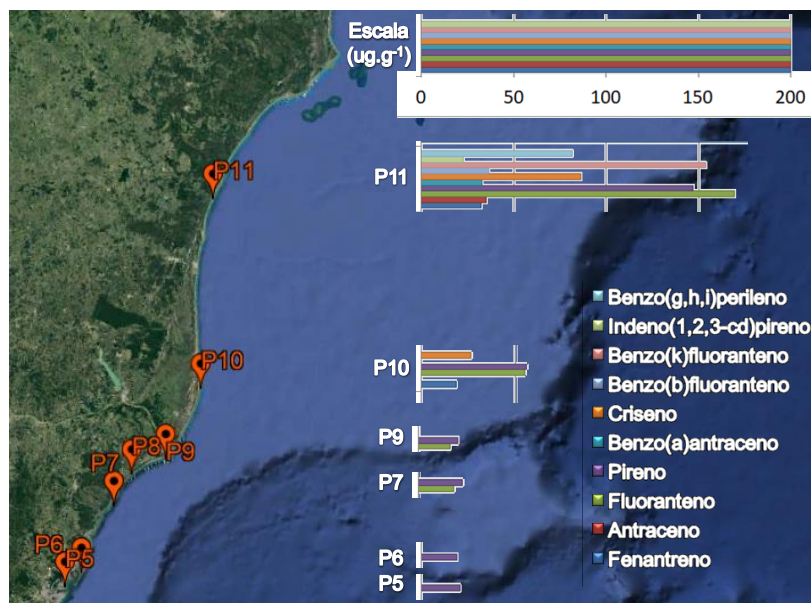 Escala
(ug.g-1)
0 50 100 150 200
P11
P11
P10
P10
P9
P8
P9
P7
P7
P6
P5
P6
P5
Benzo(g,h,i)perileno
Indeno(1,2,3-cd)pireno
Benzo(k)fluoranteno
Benzo(b)fluoranteno
Criseno
Benzo(a)antraceno
Pireno
Fluoranteno
Antraceno
Fenantreno